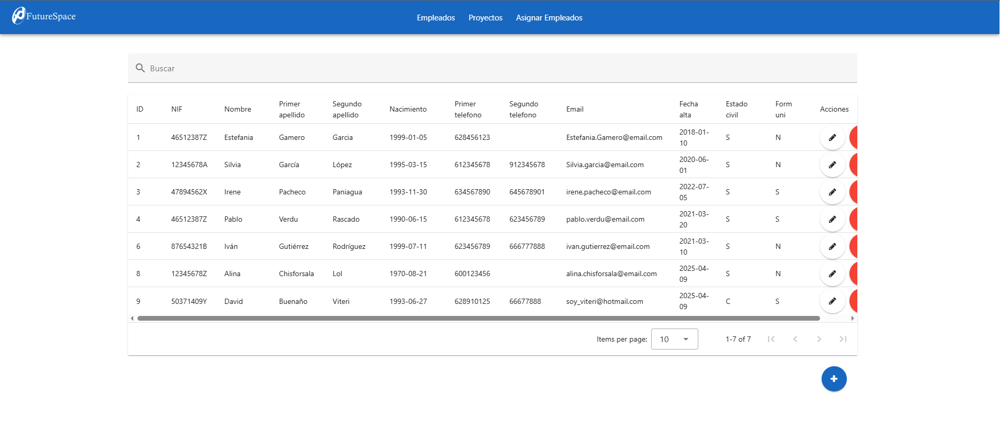 FutureSpace
Empleados Proyectos Asignar Empleados
Buscar
ID NIF Nombre Primer apellido Segundo apellido Nacimiento Primer telefono Segundo telefono Email Fecha alta Estado civil Form uni Acciones
1 46512387Z Estefania Gamero Garcia 1999-01-05 628456123 Estefania.Gamero@email.com 2018-01-10 S N
2 12345678A Silvia García López 1995-03-15 612345678 912345678 Silvia.garcia@email.com 2020-06-01 S N
3 47894562X Irene Pacheco Paniagua 1993-11-30 634567890 645678901 irene.pacheco@email.com 2022-07-05 S S
4 46512387Z Pablo Verdu Rascado 1990-06-15 612345678 623456789 pablo.verdu@email.com 2021-03-20 S S
6 87654321B Iván Gutiérrez Rodríguez 1999-07-11 623456789 666777888 ivan.gutierrez@email.com 2021-03-10 S N
8 12345678Z Alina Chisforsala Lol 1970-08-21 600123456 alina.chisforsala@email.com 2025-04-09 S N
9 50371409Y David Buenaño Viteri 1993-06-27 628910125 66677888 soy_viteri@hotmail.com 2025-04-09 C S
Items per page: 10 1-7 of 7